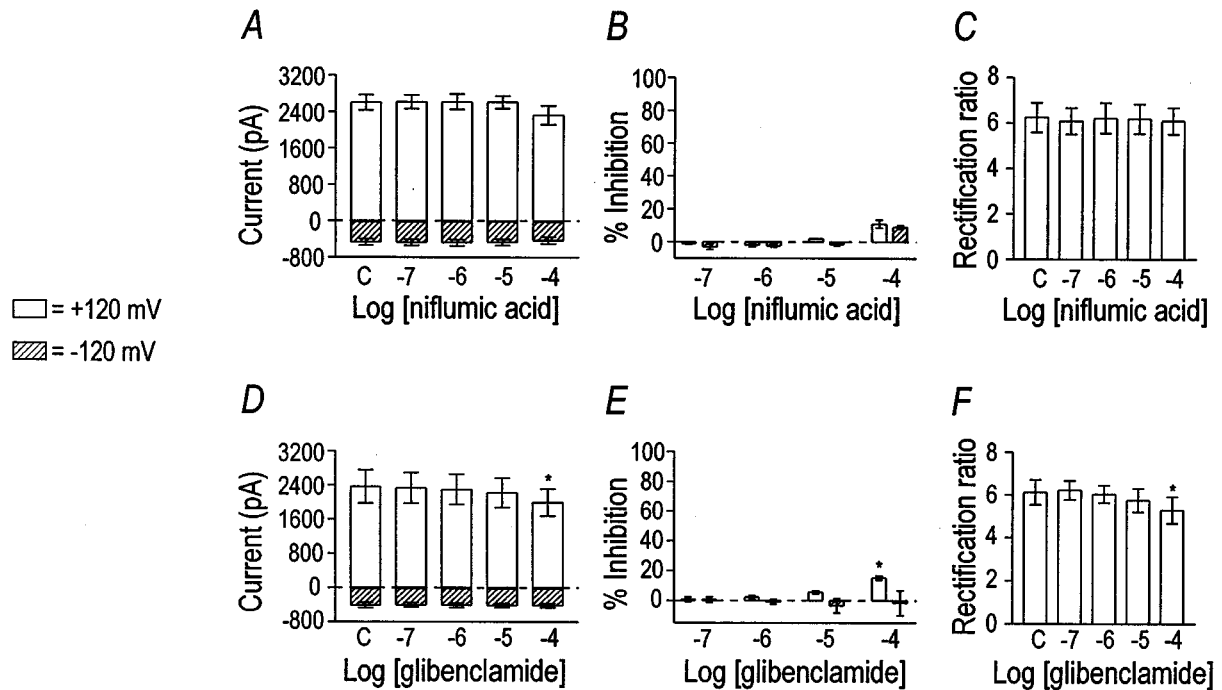 A
Current (pA)
3200
2400
1600
800
0
-800
C -7 -6 -5 -4
Log [niflumic acid]
B
% Inhibition
100
80
60
40
20
0
-7 -6 -5 -4
Log [niflumic acid]
C
Rectification ratio
8
6
4
2
0
C -7 -6 -5 -4
Log [niflumic acid]
= +120 mV
= -120 mV
D
Current (pA)
3200
2400
1600
800
0
-800
*
C -7 -6 -5 -4
Log [glibenclamide]
E
% Inhibition
100
80
60
40
20
0
*
-7 -6 -5 -4
Log [glibenclamide]
F
Rectification ratio
8
6
4
2
0
*
C -7 -6 -5 -4
Log [glibenclamide]